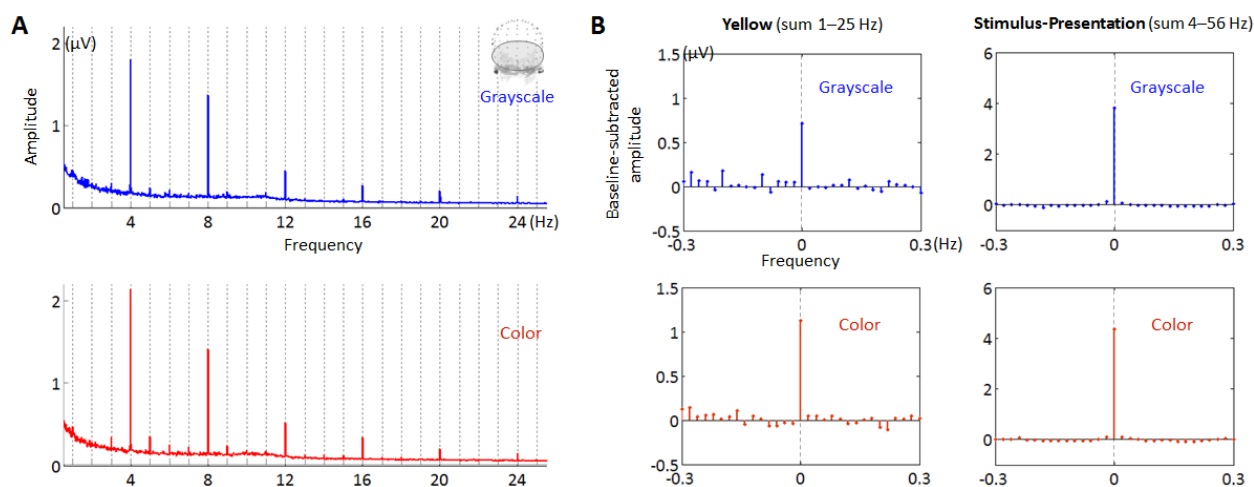 A
(μV)
2
1
0
Amplitude
Grayscale
4 8 12 16 20 24 (Hz)
Frequency
2
1
0
Color
4 8 12 16 20 24
B
Yellow (sum 1–25 Hz)
Stimulus-Presentation (sum 4–56 Hz)
Baseline-subtracted
amplitude
1.5
(μV)
1
0.5
0
-0.5
Grayscale
-0.3 0 0.3 (Hz)
Frequency
6
4
2
0
Grayscale
-0.3 0 0.3
1.5
1
0.5
0
-0.5
Color
-0.3 0 0.3
6
4
2
0
Color
-0.3 0 0.3